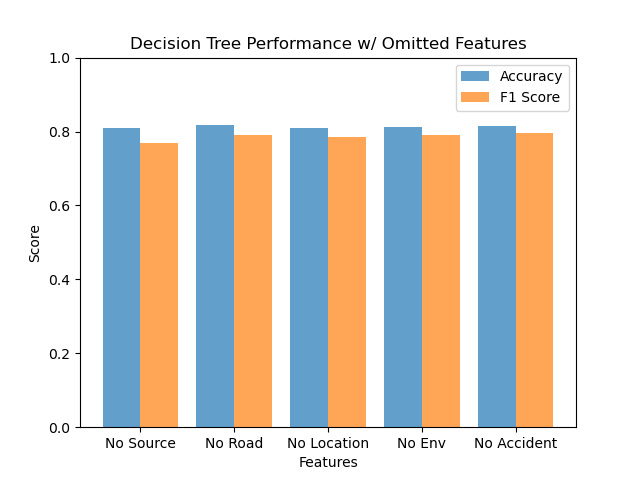 Decision Tree Performance w/ Omitted Features
1.0
0.8
0.6
0.4
0.2
0.0
Score
Accuracy
F1 Score
No Source No Road No Location No Env No Accident
Features